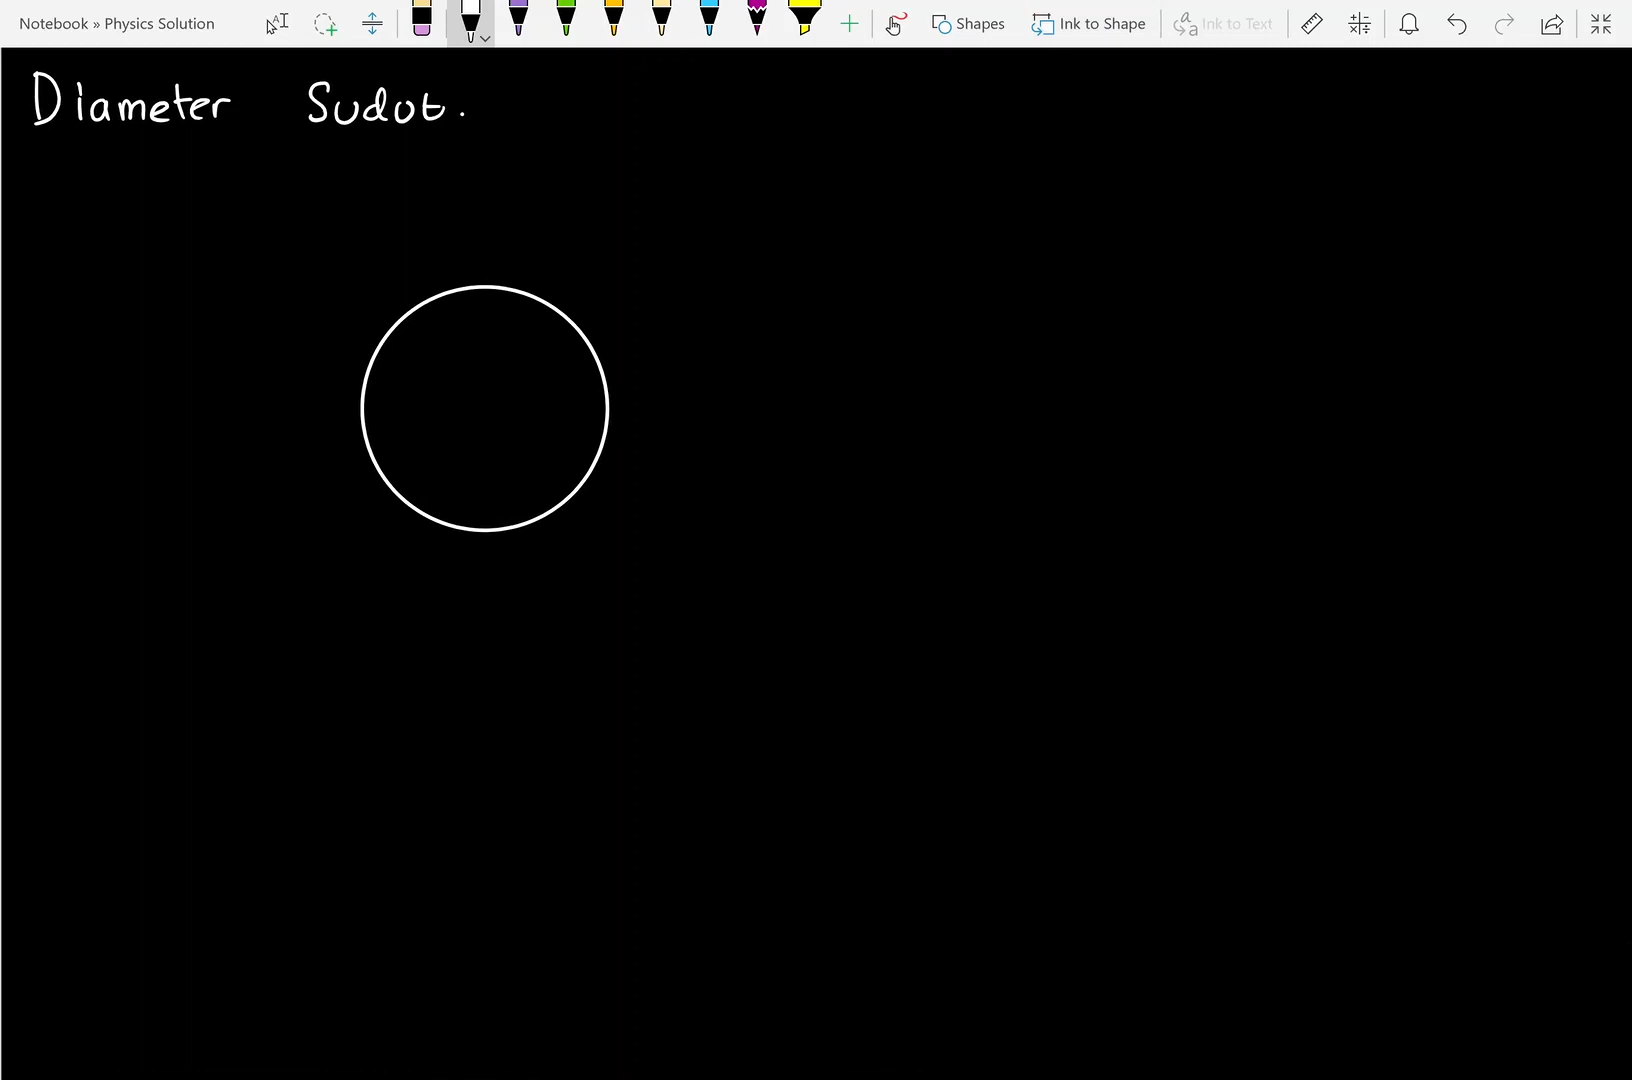 Notebook » Physics Solution
Shapes
Ink to Shape
Ink to Text
Diameter Sudut.